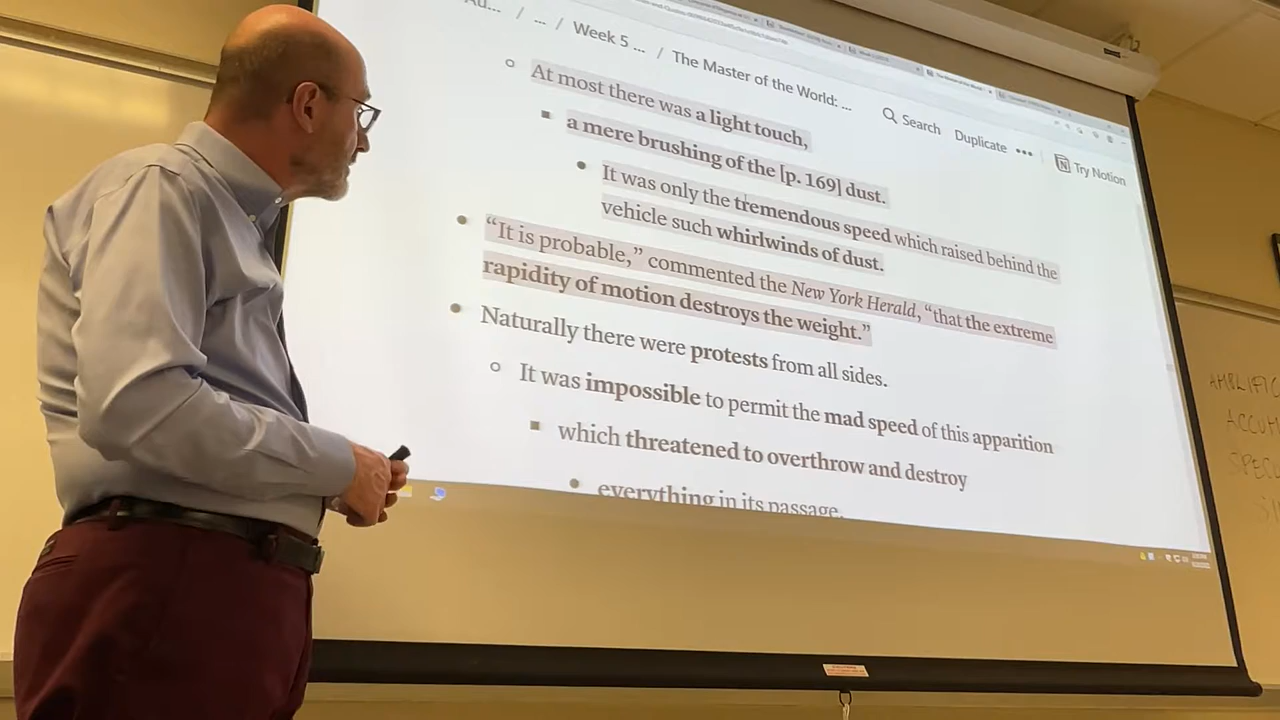 Au... / ... / Week 5 ... / The Master of the World: ...
Search Duplicate ••• Try Notion
At most there was a light touch,
a mere brushing of the [p. 169] dust.
It was only the tremendous speed which raised behind the
vehicle such whirlwinds of dust.
“It is probable,” commented the New York Herald, “that the extreme
rapidity of motion destroys the weight.”
Naturally there were protests from all sides.
It was impossible to permit the mad speed of this apparition
which threatened to overthrow and destroy
everything in its passage.